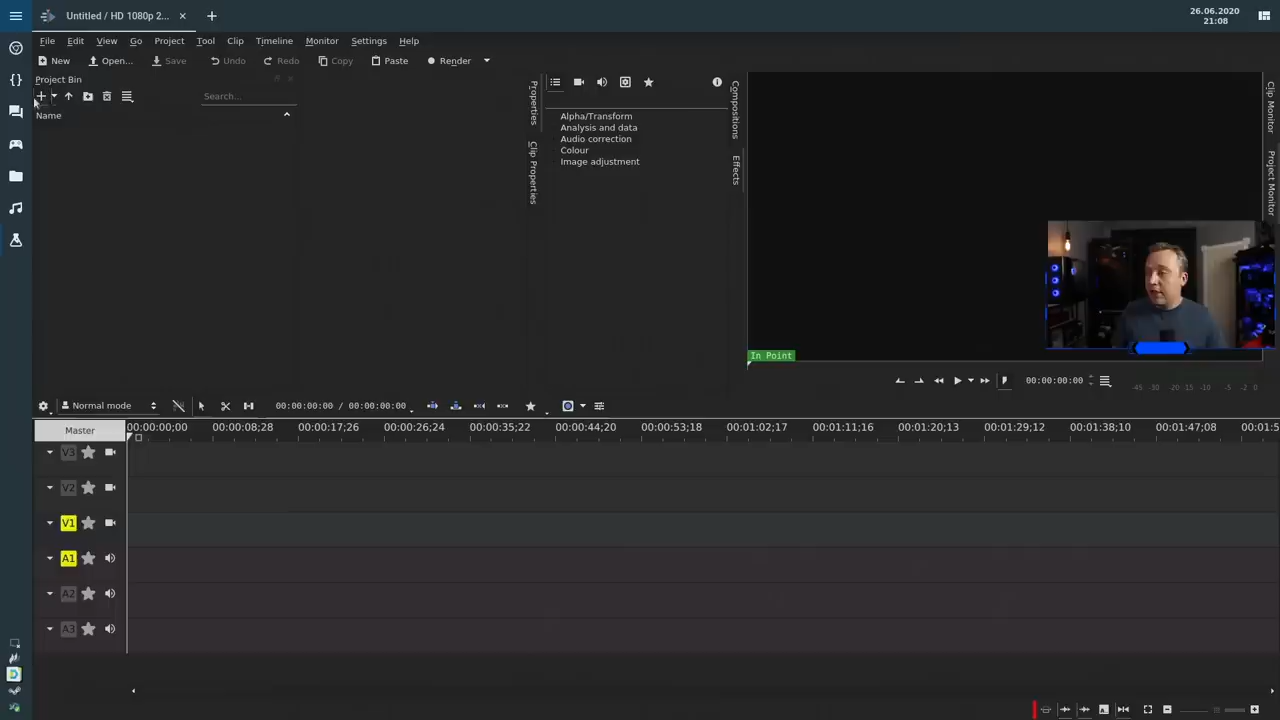 Untitled / HD 1080p 2...
26.06.2020
21:08
File Edit View Go Project Tool Clip Timeline Monitor Settings Help
New Open... Save Undo Redo Copy Paste Render
Project Bin
Search...
Name
Properties
Clip Properties
Alpha/Transform
Analysis and data
Audio correction
Colour
Image adjustment
Compositions
Effects
Clip Monitor
Project Monitor
In Point
00:00:00:00
-45 -30 -20 -15 -10 -5 -2 0
Normal mode
00:00:00:00 / 00:00:00:00
Master
00:00:00;00 00:00:08;28 00:00:17;26 00:00:26;24 00:00:35;22 00:00:44;20 00:00:53;18 00:01:02;17 00:01:11;16 00:01:20;13 00:01:29;12 00:01:38;10 00:01:47;08 00:01:5
V3
V2
V1
A1
A2
A3